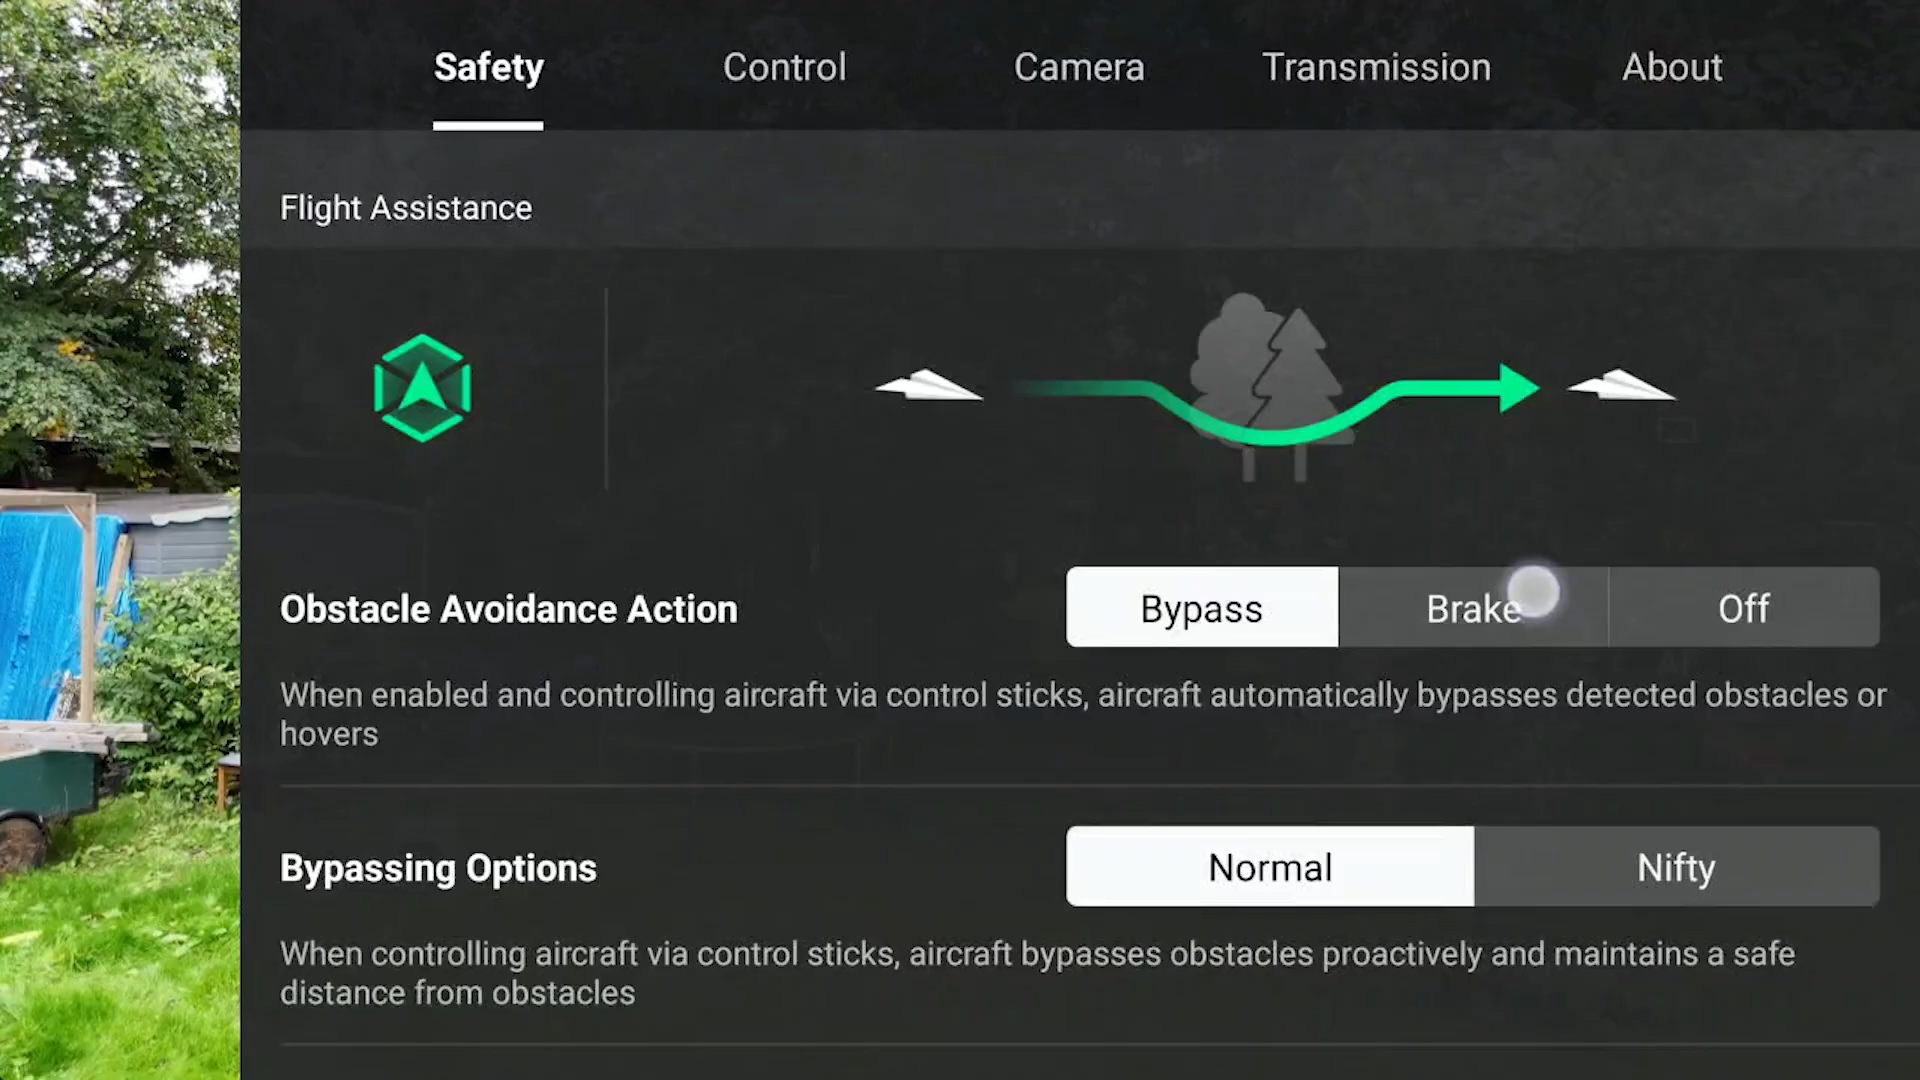 Safety
Control
Camera
Transmission
About
Flight Assistance
Obstacle Avoidance Action
Bypass
Brake
Off
When enabled and controlling aircraft via control sticks, aircraft automatically bypasses detected obstacles or
hovers
Bypassing Options
Normal
Nifty
When controlling aircraft via control sticks, aircraft bypasses obstacles proactively and maintains a safe
distance from obstacles